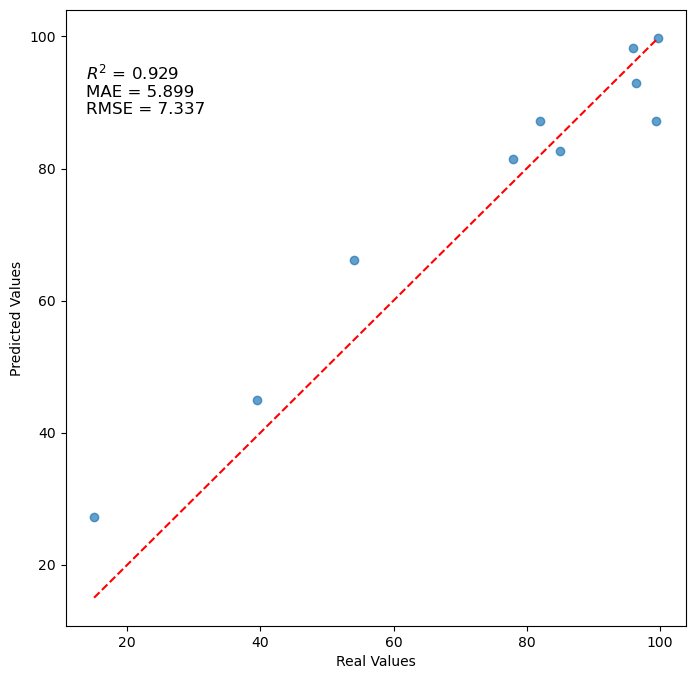 100
80
60
40
20
Predicted Values
R² = 0.929
MAE = 5.899
RMSE = 7.337
20 40 60 80 100
Real Values